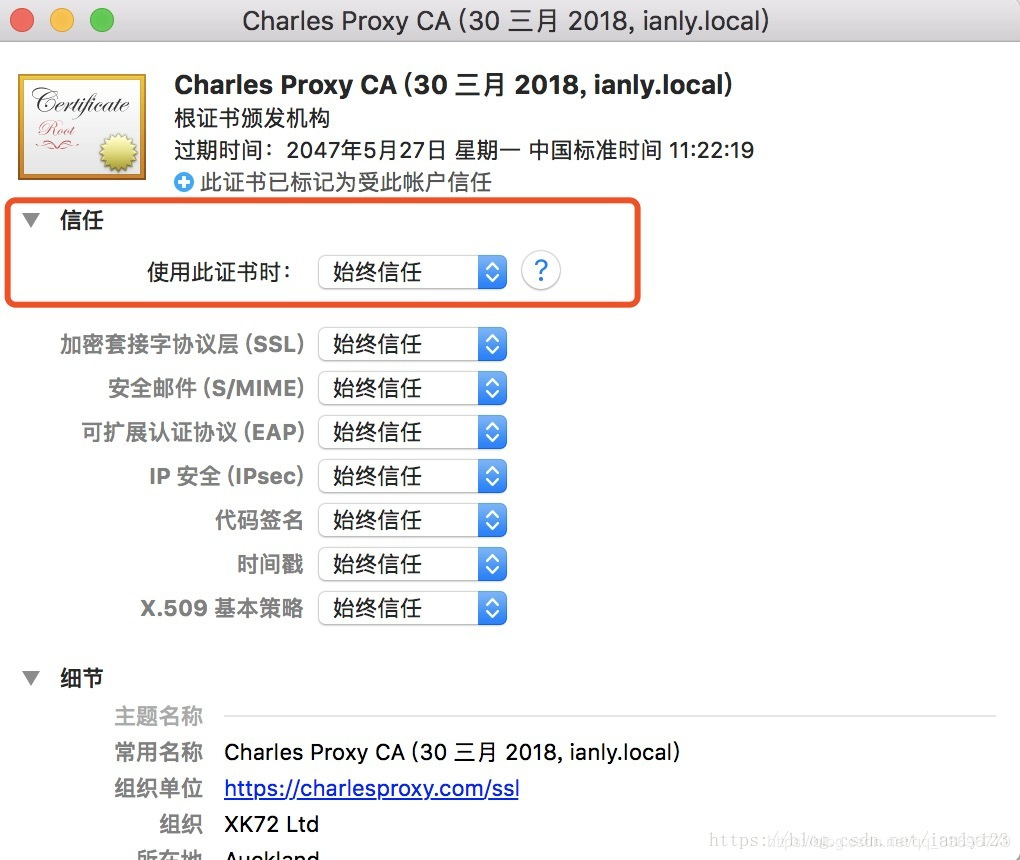 Charles Proxy CA (30 三月 2018, ianly.local)
Certificate
Root
Charles Proxy CA (30 三月 2018, ianly.local)
根证书颁发机构
过期时间：2047年5月27日 星期一 中国标准时间 11:22:19
此证书已标记为受此帐户信任
信任
使用此证书时： 始终信任 ?
加密套接字协议层 (SSL) 始终信任
安全邮件 (S/MIME) 始终信任
可扩展认证协议 (EAP) 始终信任
IP 安全 (IPsec) 始终信任
代码签名 始终信任
时间戳 始终信任
X.509 基本策略 始终信任
细节
主题名称
常用名称 Charles Proxy CA (30 三月 2018, ianly.local)
组织单位 https://charlesproxy.com/ssl
组织 XK72 Ltd
所在地 Auckland
https://blog.csdn.net/ianly123